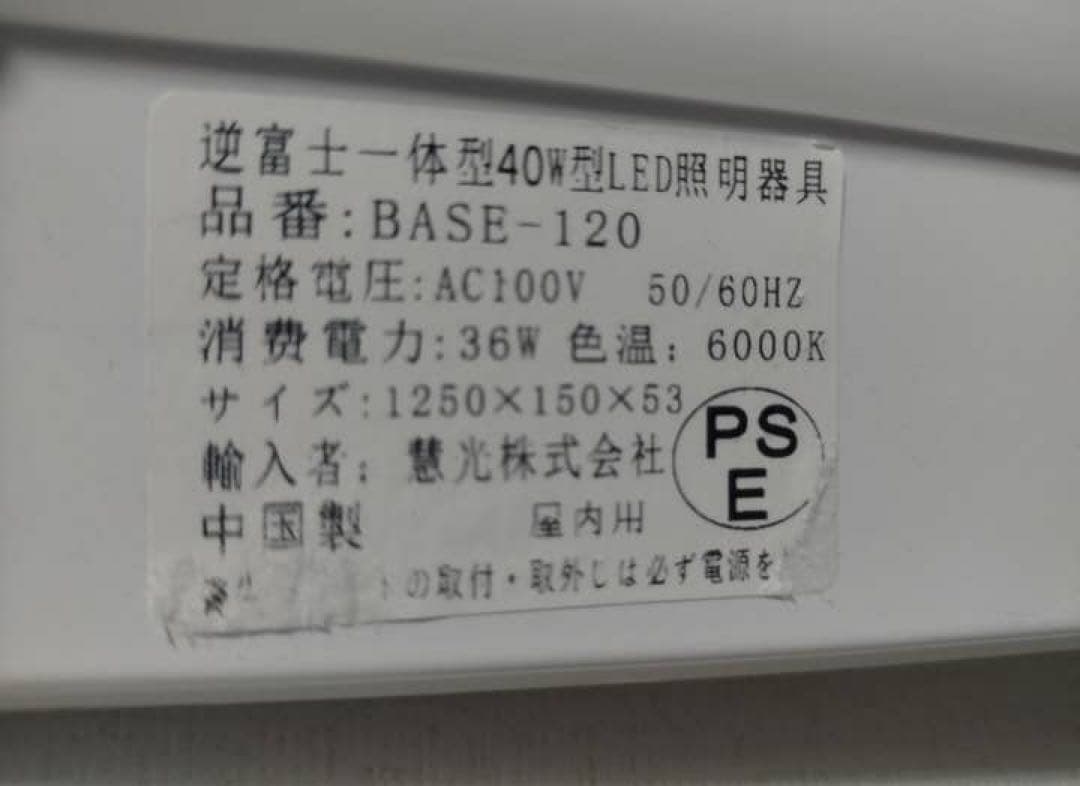 逆富士一体型40W型LED照明器具
品番:BASE-120
定格電圧:AC100V 50/60HZ
消費電力:36W 色温：6000K
サイズ:1250×150×53
PS
E
輸入者：慧光株式会社
中国製 屋内用
の取付・取外しは必ず電源を